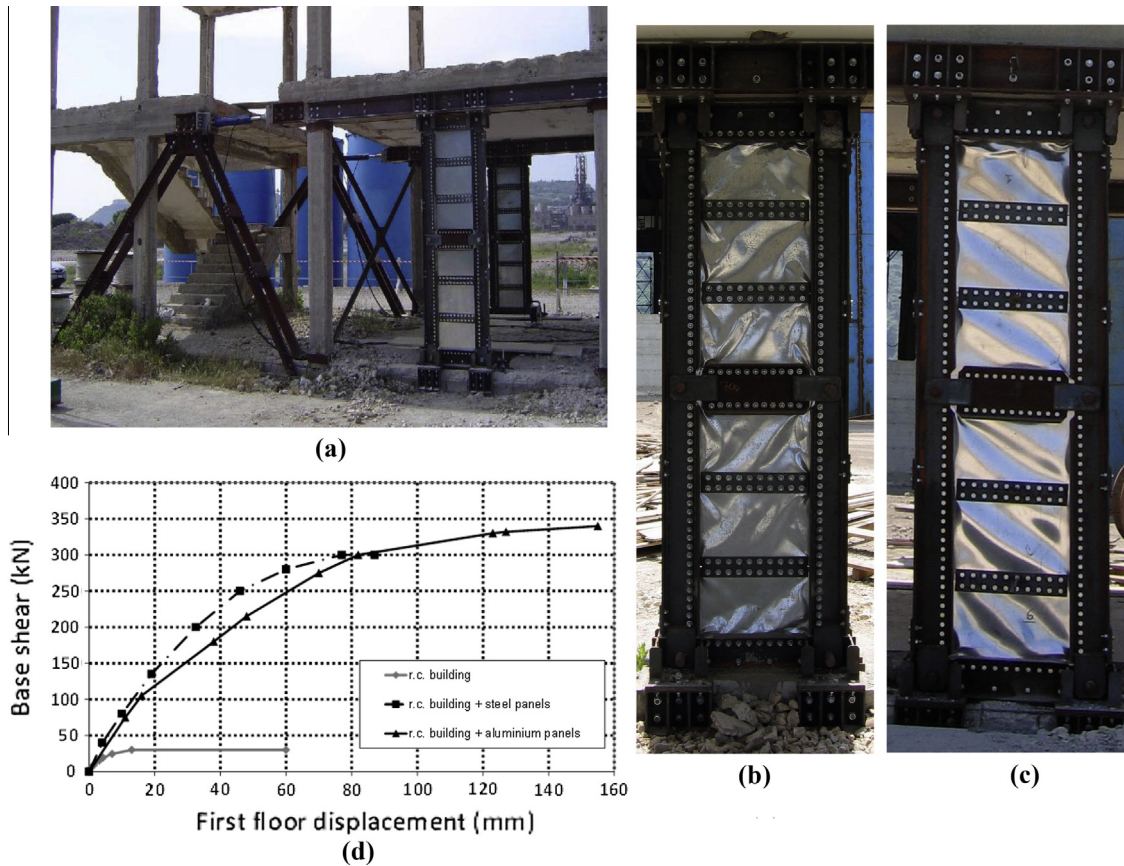 (a)
400
350
300
250
200
150
100
50
0
0 20 40 60 80 100 120 140 160
Base shear (kN)
First floor displacement (mm)
r.c. building
r.c. building + steel panels
r.c. building + aluminium panels
(d)
(b)
6
(c)